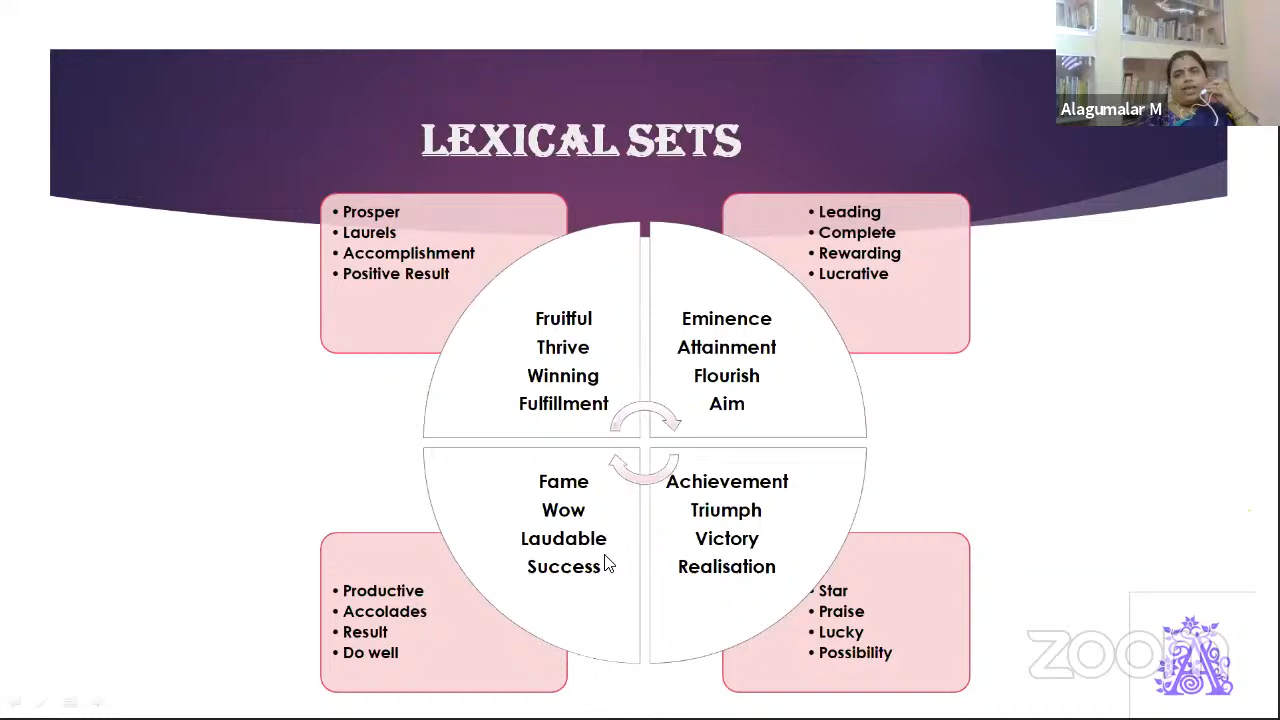 Alagumalar M
LEXICAL SETS
• Prosper
• Laurels
• Accomplishment
• Positive Result
• Leading
• Complete
• Rewarding
• Lucrative
Fruitful
Thrive
Winning
Fulfillment
Eminence
Attainment
Flourish
Aim
Fame
Wow
Laudable
Success
Achievement
Triumph
Victory
Realisation
• Productive
• Accolades
• Result
• Do well
• Star
• Praise
• Lucky
• Possibility
zoom
A